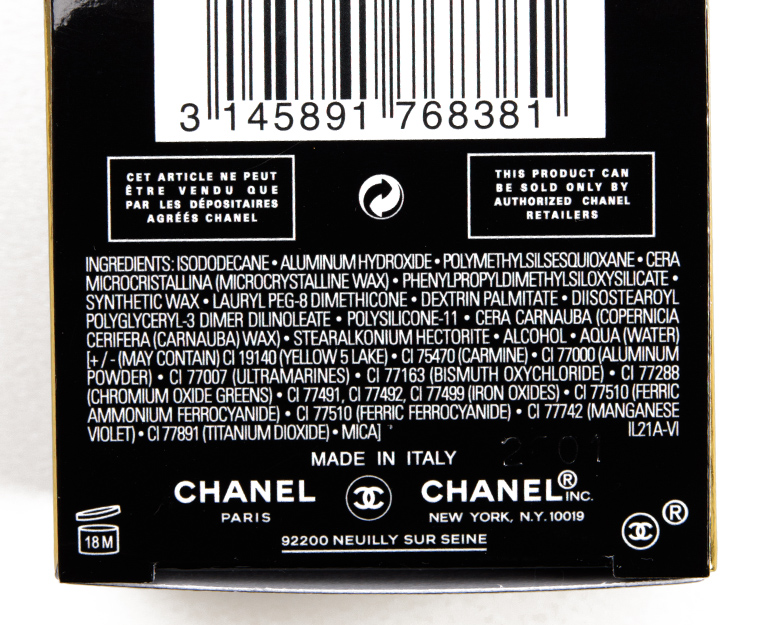 3 145891 768381
CET ARTICLE NE PEUT
ÊTRE VENDU QUE
PAR LES DÉPOSITAIRES
AGRÉÉS CHANEL
THIS PRODUCT CAN
BE SOLD ONLY BY
AUTHORIZED CHANEL
RETAILERS
INGREDIENTS: ISODODECANE • ALUMINUM HYDROXIDE • POLYMETHYLSILSESQUIOXANE • CERA
MICROCRISTALLINA (MICROCRYSTALLINE WAX) • PHENYLPROPYLDIMETHYLSILOXYSILICATE •
SYNTHETIC WAX • LAURYL PEG-8 DIMETHICONE • DEXTRIN PALMITATE • DIISOSTEAROYL
POLYGLYCERYL-3 DIMER DILINOLEATE • POLYSILICONE-11 • CERA CARNAUBA (COPERNICIA
CERIFERA (CARNAUBA) WAX) • STEARALKONIUM HECTORITE • ALCOHOL • AQUA (WATER)
[+ / - (MAY CONTAIN) CI 19140 (YELLOW 5 LAKE) • CI 75470 (CARMINE) • CI 77000 (ALUMINUM
POWDER) • CI 77007 (ULTRAMARINES) • CI 77163 (BISMUTH OXYCHLORIDE) • CI 77288
(CHROMIUM OXIDE GREENS) • CI 77491, CI 77492, CI 77499 (IRON OXIDES) • CI 77510 (FERRIC
AMMONIUM FERROCYANIDE) • CI 77510 (FERRIC FERROCYANIDE) • CI 77742 (MANGANESE
VIOLET) • CI 77891 (TITANIUM DIOXIDE) • MICA] IL21A-VI
MADE IN ITALY
CHANEL
PARIS
CHANEL® INC.
NEW YORK, N.Y. 10019
92200 NEUILLY SUR SEINE
18 M
®